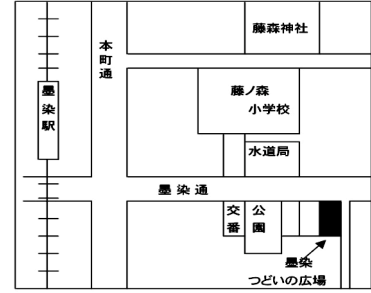 藤森神社
本町通
藤ノ森
小学校
墨染駅
水道局
墨染通
交番
公園
墨染
つどいの広場